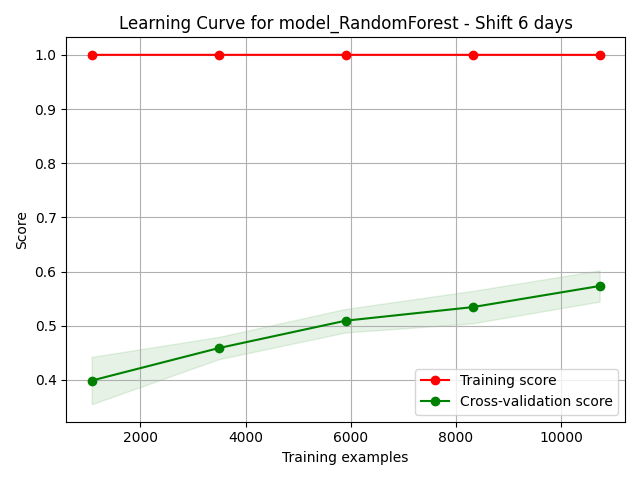 Learning Curve for model_RandomForest - Shift 6 days
Score
1.0
0.9
0.8
0.7
0.6
0.5
0.4
Training score
Cross-validation score
2000 4000 6000 8000 10000
Training examples